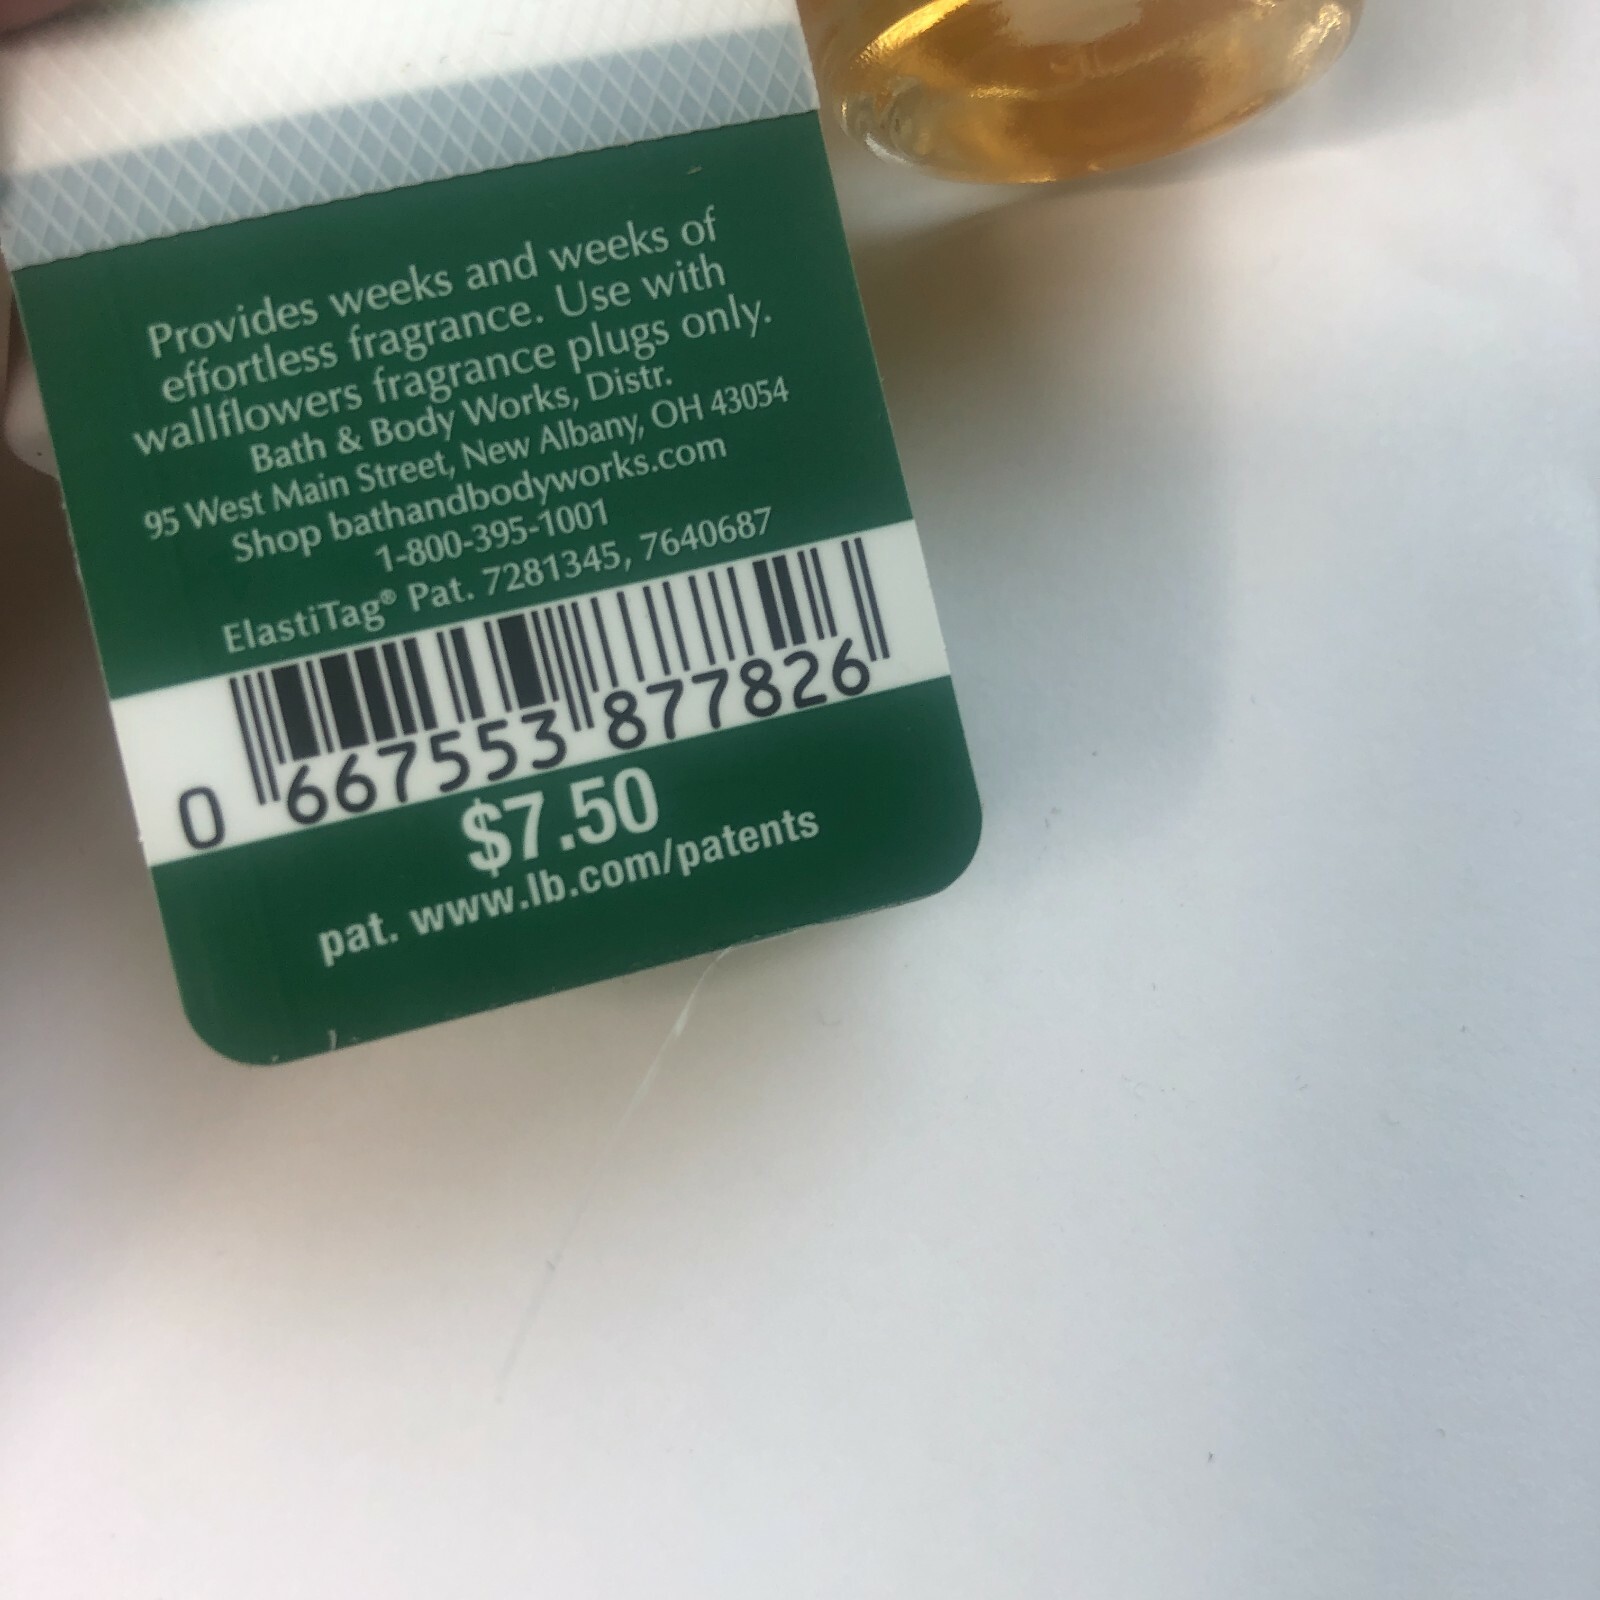 Provides weeks and weeks of
effortless fragrance. Use with
wallflowers fragrance plugs only.
Bath & Body Works, Distr.
95 West Main Street, New Albany, OH 43054
Shop bathandbodyworks.com
1-800-395-1001
ElastiTag® Pat. 7281345, 7640687
0 667553 877826
$7.50
pat. www.lb.com/patents